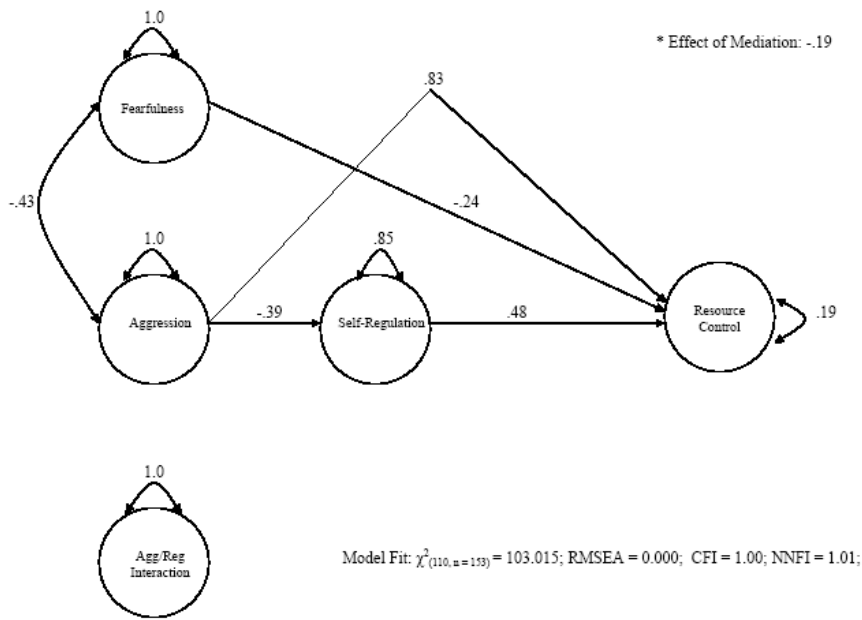 1.0
* Effect of Mediation: -.19
.83
Fearfulness
-.43
-.24
1.0
.85
Aggression
-.39
Self-Regulation
.48
Resource
Control
.19
1.0
Agg/Reg
Interaction
Model Fit: χ²(110, n = 153) = 103.015; RMSEA = 0.000; CFI = 1.00; NNFI = 1.01;